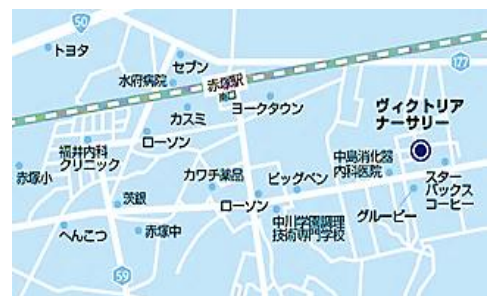 50
トヨタ
セブン
水府病院
赤塚駅
南口
177
カスミ
ヨークタウン
ヴィクトリア
ナーサリー
ローソン
福井内科
クリニック
赤塚小
カワチ薬品
ビッグベン
中島消化器
内科医院
スター
バックス
コーヒー
茨銀
ローソン
グルービー
へんこつ
赤塚中
中川学園調理
技術専門学校
59